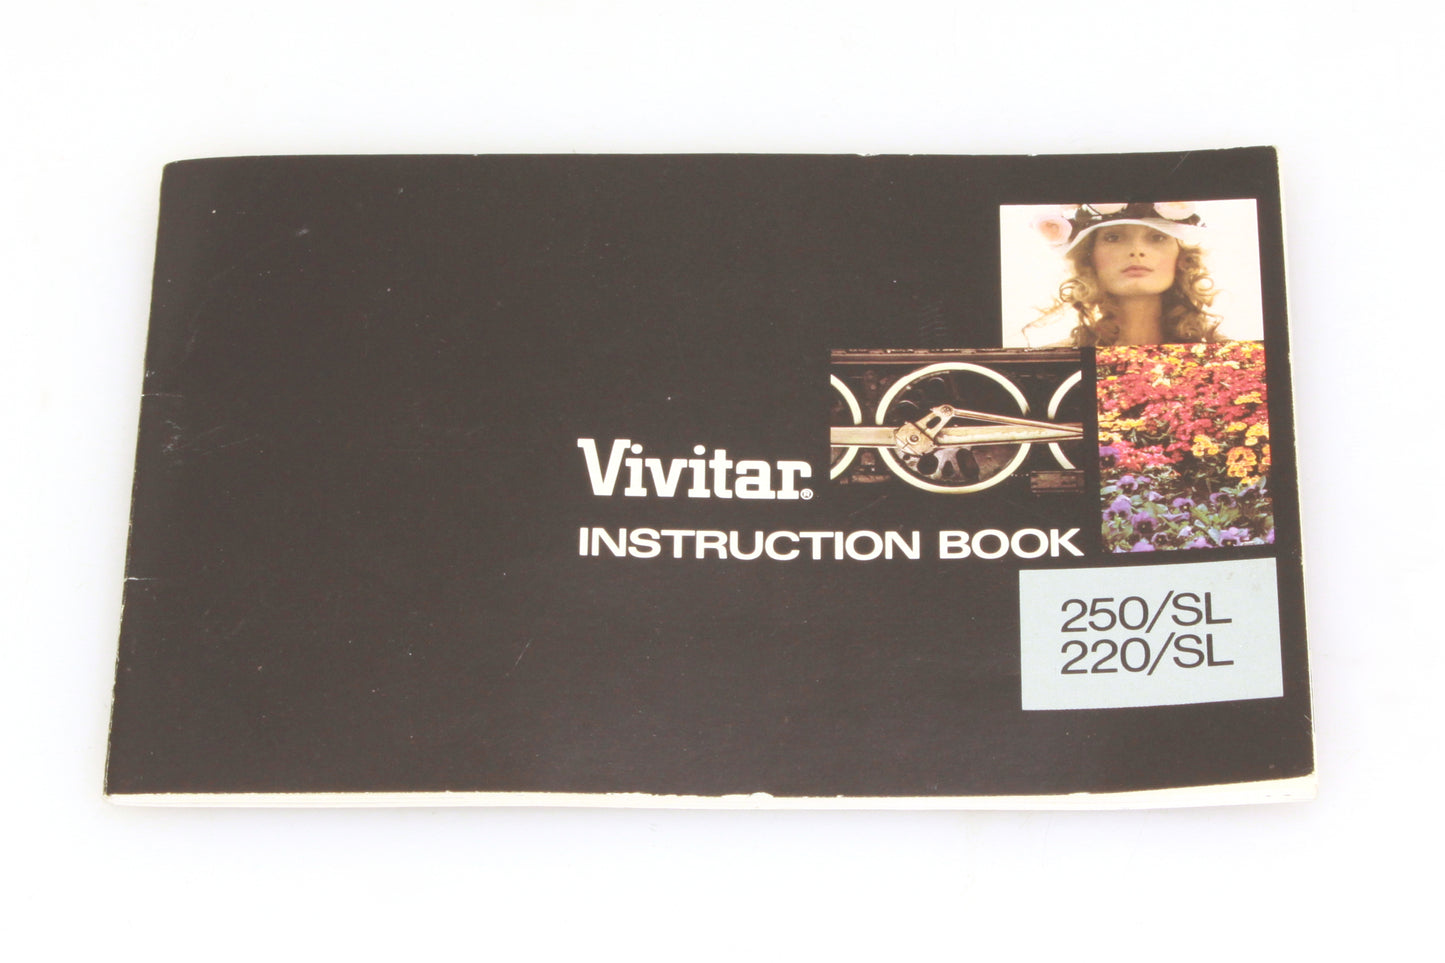 Vivitar®
INSTRUCTION BOOK
250/SL
220/SL